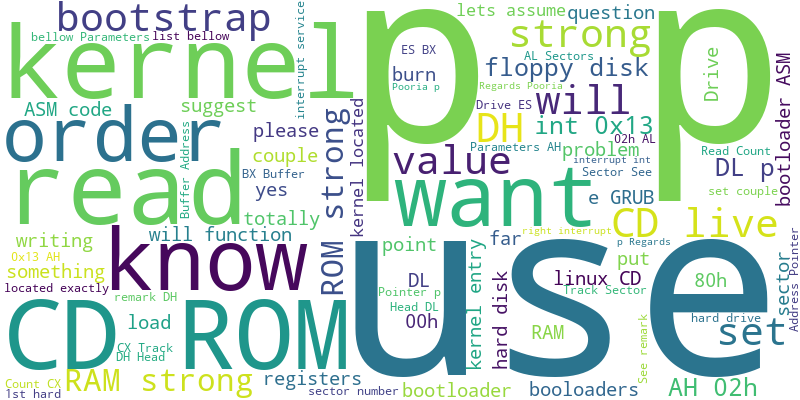 bootstrap
bellow Parameters
list bellow
kernel
interrupt service
p p
ES BX
burn
Pooria p
lets assume
question
strong
AL Sectors
floppy disk
Regards Pooria
Drive
bootloader ASM
ASM code
suggest
order
please
Drive ES
will
DH
int 0x13
02h AL
Parameters AH
problem
Read Count
interrupt int
DL p
Sector See
set couple
value
read
Buffer Address
couple
BX Buffer
yes
totally
ROM strong
kernel located
want
e GRUB
CD live
writing
will function
0x13 AH
something
located exactly
know
remark DH
right interrupt
p Regards
point
far
put
use
DL
Pointer p
Head DL
00h
kernel entry
hard disk
linux CD
Track Sector
80h
sector
Address Pointer
hard drive
set
RAM
See remark
CD ROM
load
CX Track
DH Head
Count CX
1st hard
RAM strong
registers
sector number
bootloader
booloaders
AH 02h